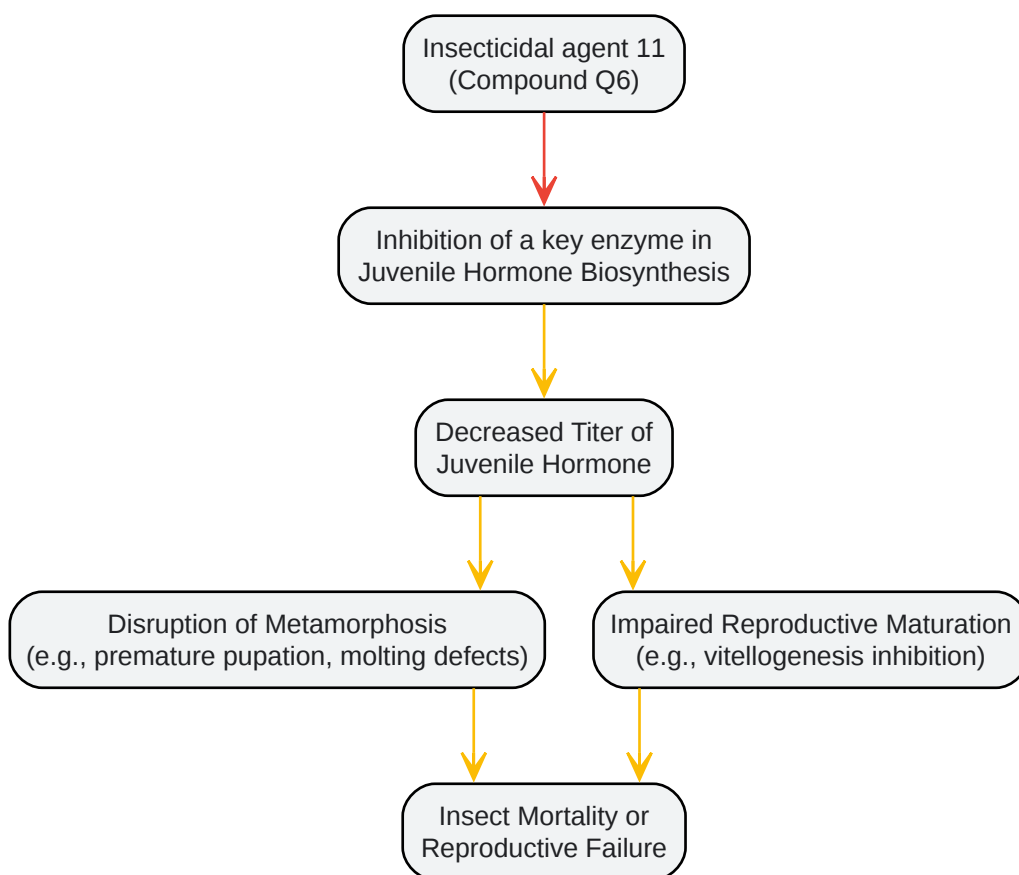 Insecticidal agent 11
(Compound Q6)
Inhibition of a key enzyme in
Juvenile Hormone Biosynthesis
Decreased Titer of
Juvenile Hormone
Disruption of Metamorphosis
(e.g., premature pupation, molting defects)
Impaired Reproductive Maturation
(e.g., vitellogenesis inhibition)
Insect Mortality or
Reproductive Failure